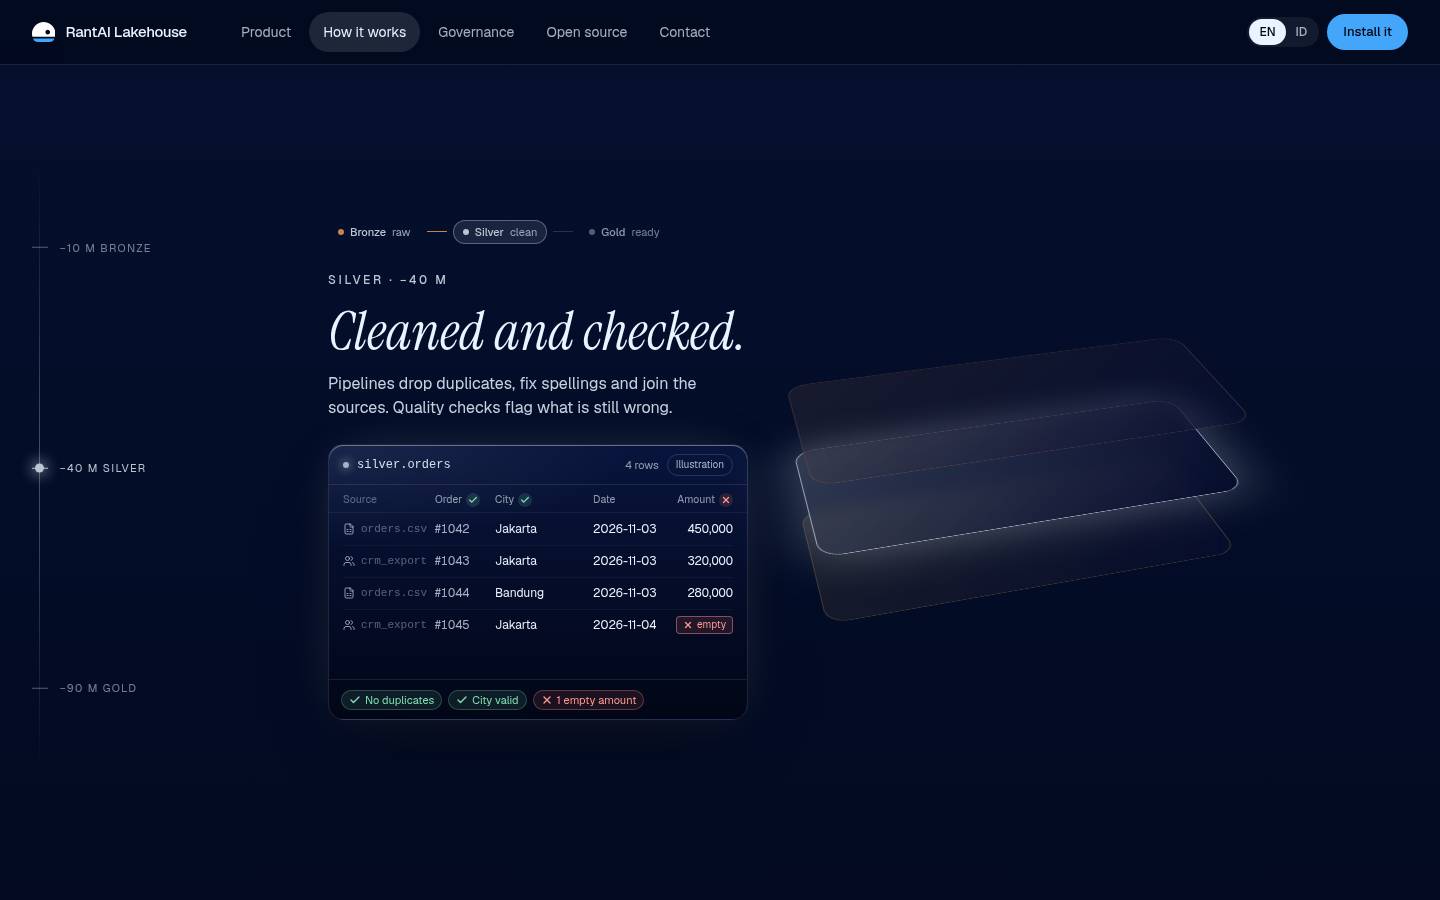 RantAI Lakehouse Product How it works Governance Open source Contact EN ID Install it
−10 M BRONZE
−40 M SILVER
−90 M GOLD
Bronze raw Silver clean Gold ready
SILVER · −40 M
Cleaned and checked.
Pipelines drop duplicates, fix spellings and join the
sources. Quality checks flag what is still wrong.
silver.orders 4 rows Illustration
Source Order City Date Amount
orders.csv #1042 Jakarta 2026-11-03 450,000
crm_export #1043 Jakarta 2026-11-03 320,000
orders.csv #1044 Bandung 2026-11-03 280,000
crm_export #1045 Jakarta 2026-11-04 empty
No duplicates City valid 1 empty amount